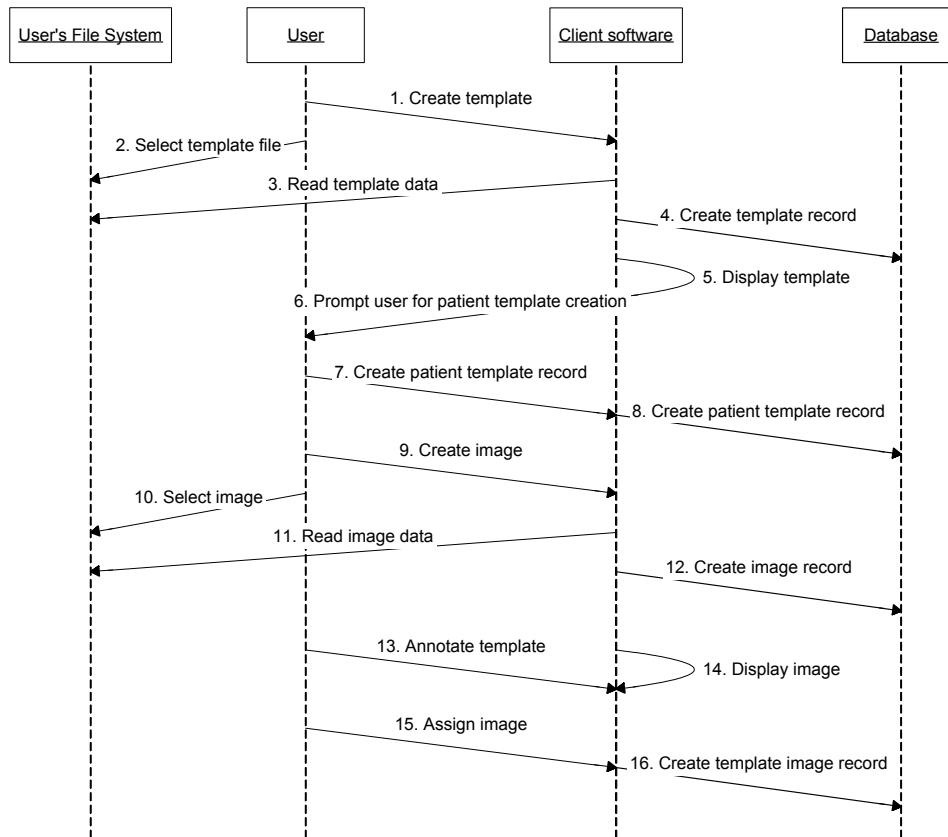 User's File System
User
Client software
Database
1. Create template
2. Select template file
3. Read template data
4. Create template record
5. Display template
6. Prompt user for patient template creation
7. Create patient template record
8. Create patient template record
9. Create image
10. Select image
11. Read image data
12. Create image record
13. Annotate template
14. Display image
15. Assign image
16. Create template image record